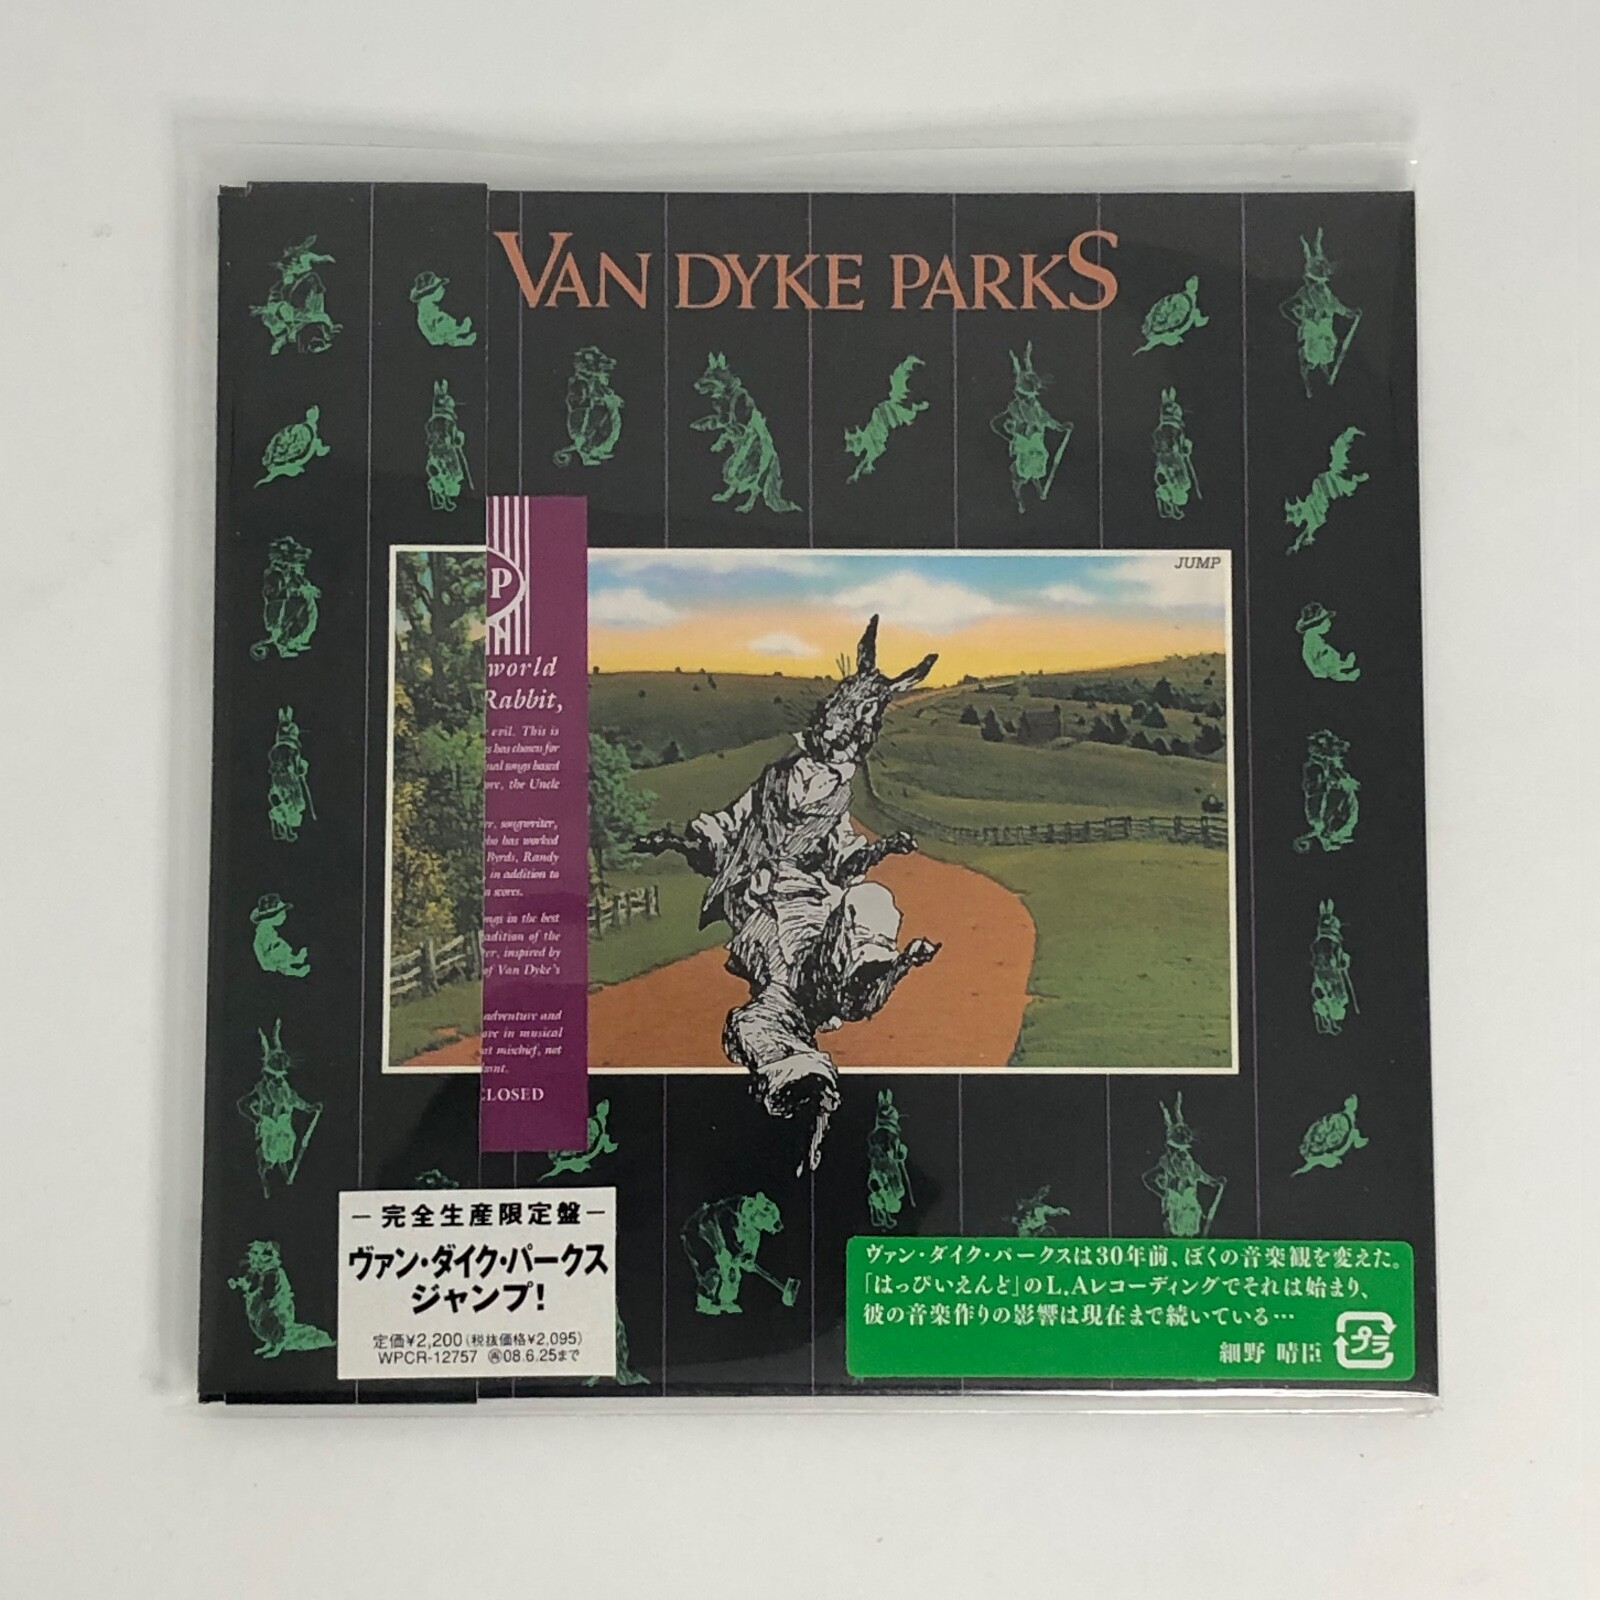 VAN DYKE PARKS
JUMP
P
world
Rabbit,
evil. This is
has chosen for
songs based
the Uncle
songwriter,
who has worked
Byrds, Randy
in addition to
scores.
in the best
tradition of the
inspired by
of Van Dyke's
adventure and
in musical
mischief, not
CLOSED
－完全生産限定盤－
ヴァン・ダイク・パークス
ジャンプ!
定価¥2,200(税抜価格¥2,095)
WPCR-12757 08.6.25まで
ヴァン・ダイク・パークスは30年前、ぼくの音楽観を変えた。
「はっぴいえんど」のL.Aレコーディングでそれは始まり、
彼の音楽作りの影響は現在まで続いている…
細野 晴臣
プラ